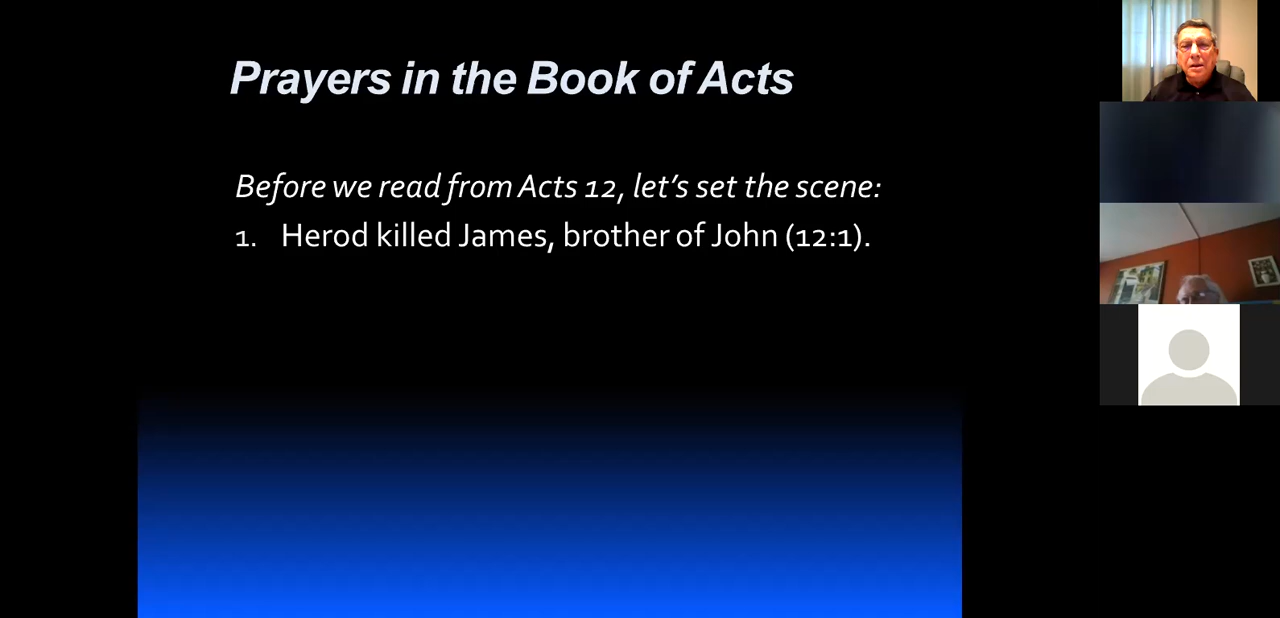 Prayers in the Book of Acts
Before we read from Acts 12, let’s set the scene:
1. Herod killed James, brother of John (12:1).